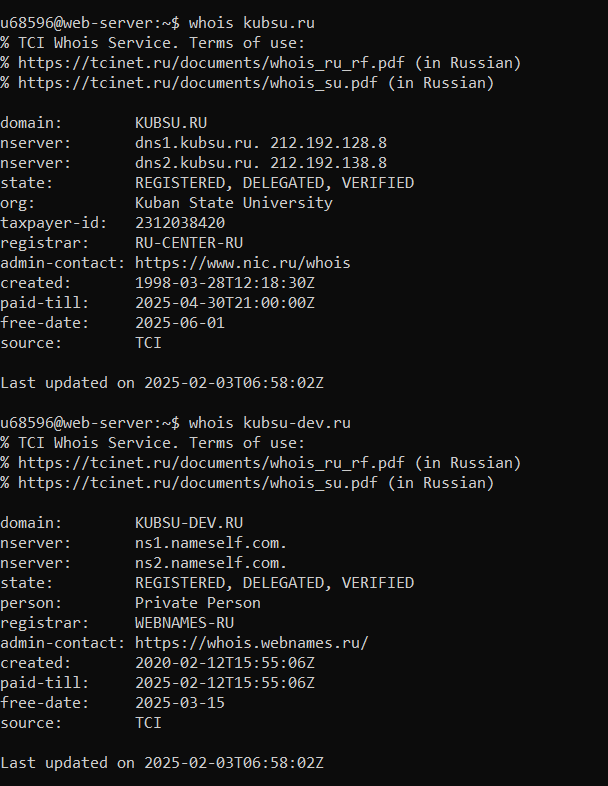 u68596@web-server:~$ whois kubsu.ru
% TCI Whois Service. Terms of use:
% https://tcinet.ru/documents/whois_ru_rf.pdf (in Russian)
% https://tcinet.ru/documents/whois_su.pdf (in Russian)

domain:        KUBSU.RU
nserver:       dns1.kubsu.ru. 212.192.128.8
nserver:       dns2.kubsu.ru. 212.192.138.8
state:         REGISTERED, DELEGATED, VERIFIED
org:           Kuban State University
taxpayer-id:   2312038420
registrar:     RU-CENTER-RU
admin-contact: https://www.nic.ru/whois
created:       1998-03-28T12:18:30Z
paid-till:     2025-04-30T21:00:00Z
free-date:     2025-06-01
source:        TCI

Last updated on 2025-02-03T06:58:02Z

u68596@web-server:~$ whois kubsu-dev.ru
% TCI Whois Service. Terms of use:
% https://tcinet.ru/documents/whois_ru_rf.pdf (in Russian)
% https://tcinet.ru/documents/whois_su.pdf (in Russian)

domain:        KUBSU-DEV.RU
nserver:       ns1.nameself.com.
nserver:       ns2.nameself.com.
state:         REGISTERED, DELEGATED, VERIFIED
person:        Private Person
registrar:     WEBNAMES-RU
admin-contact: https://whois.webnames.ru/
created:       2020-02-12T15:55:06Z
paid-till:     2025-02-12T15:55:06Z
free-date:     2025-03-15
source:        TCI

Last updated on 2025-02-03T06:58:02Z